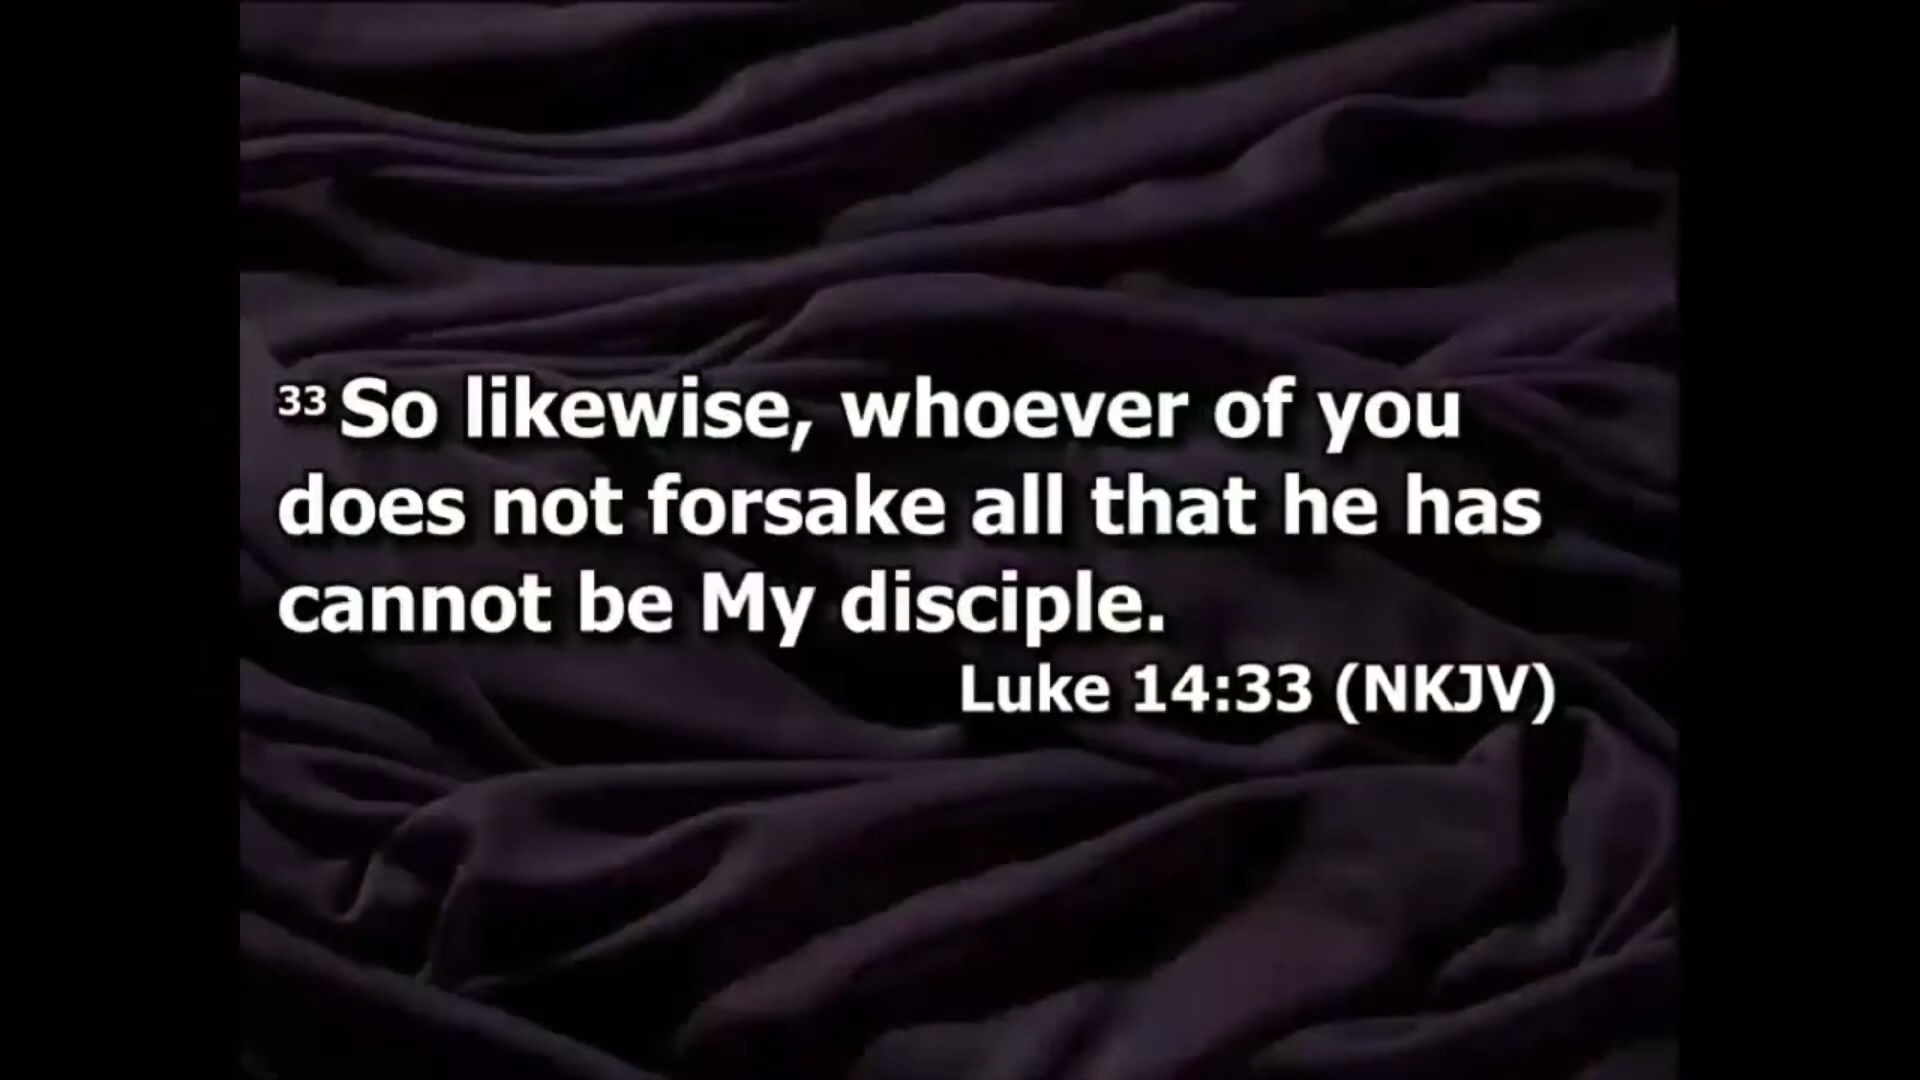 33 So likewise, whoever of you
does not forsake all that he has
cannot be My disciple.
Luke 14:33 (NKJV)